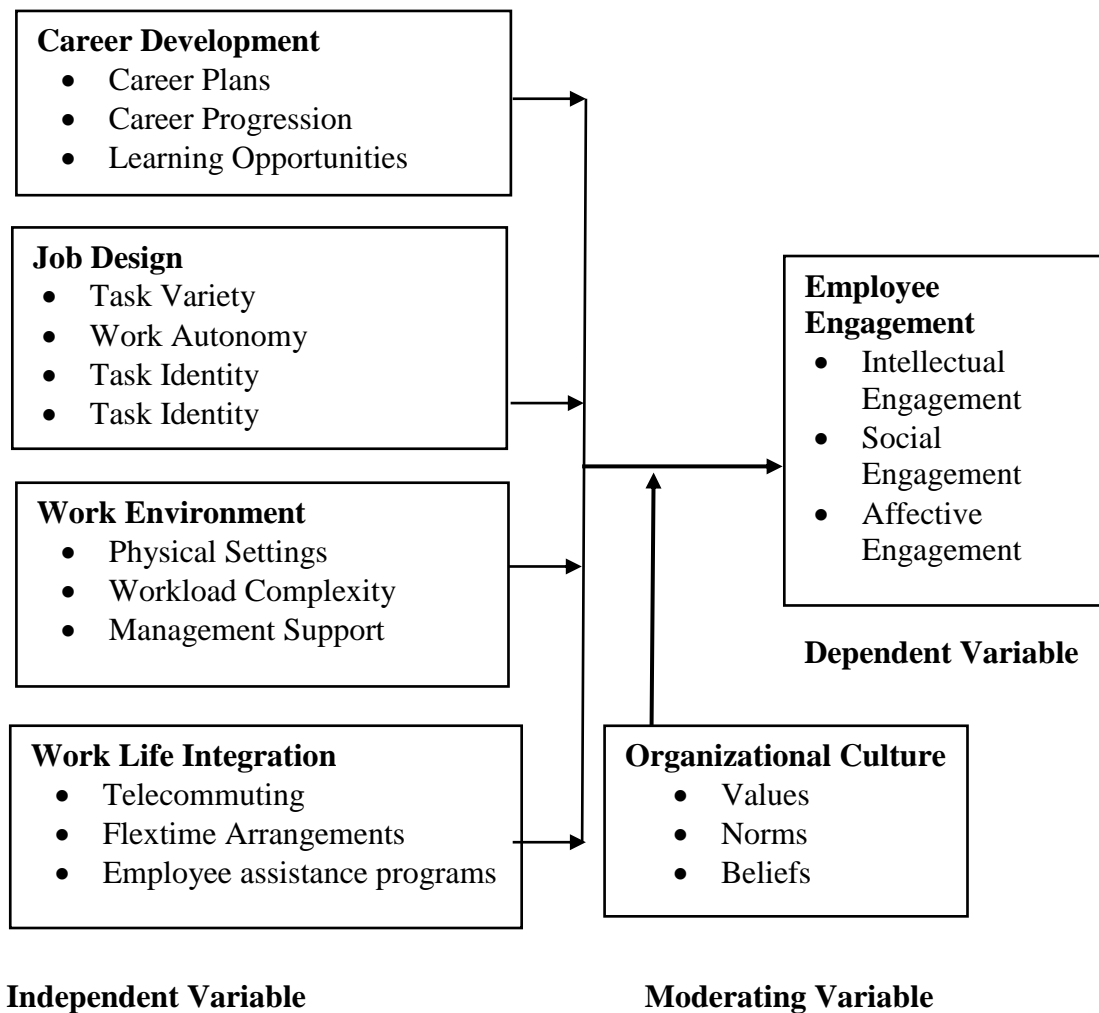 Career Development
• Career Plans
• Career Progression
• Learning Opportunities
Job Design
• Task Variety
• Work Autonomy
• Task Identity
• Task Identity
Work Environment
• Physical Settings
• Workload Complexity
• Management Support
Work Life Integration
• Telecommuting
• Flextime Arrangements
• Employee assistance programs
Independent Variable
Employee
Engagement
• Intellectual
Engagement
• Social
Engagement
• Affective
Engagement
Dependent Variable
Organizational Culture
• Values
• Norms
• Beliefs
Moderating Variable